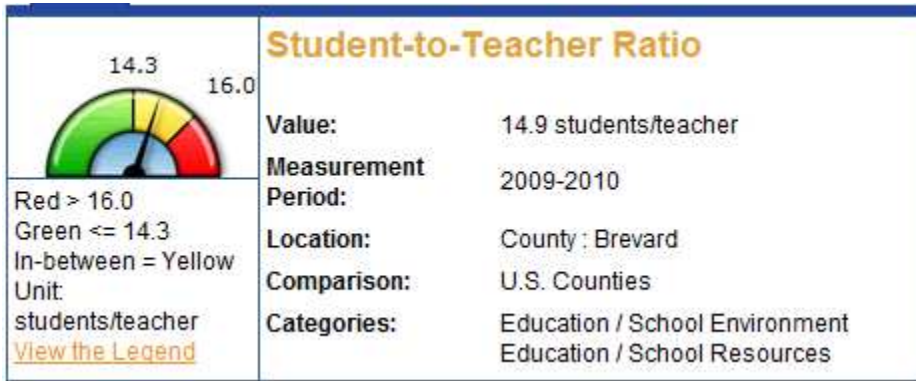 14.3
16.0
Red > 16.0
Green <= 14.3
In-between = Yellow
Unit:
students/teacher
View the Legend
Student-to-Teacher Ratio
Value: 14.9 students/teacher
Measurement
Period: 2009-2010
Location: County : Brevard
Comparison: U.S. Counties
Categories: Education / School Environment
Education / School Resources